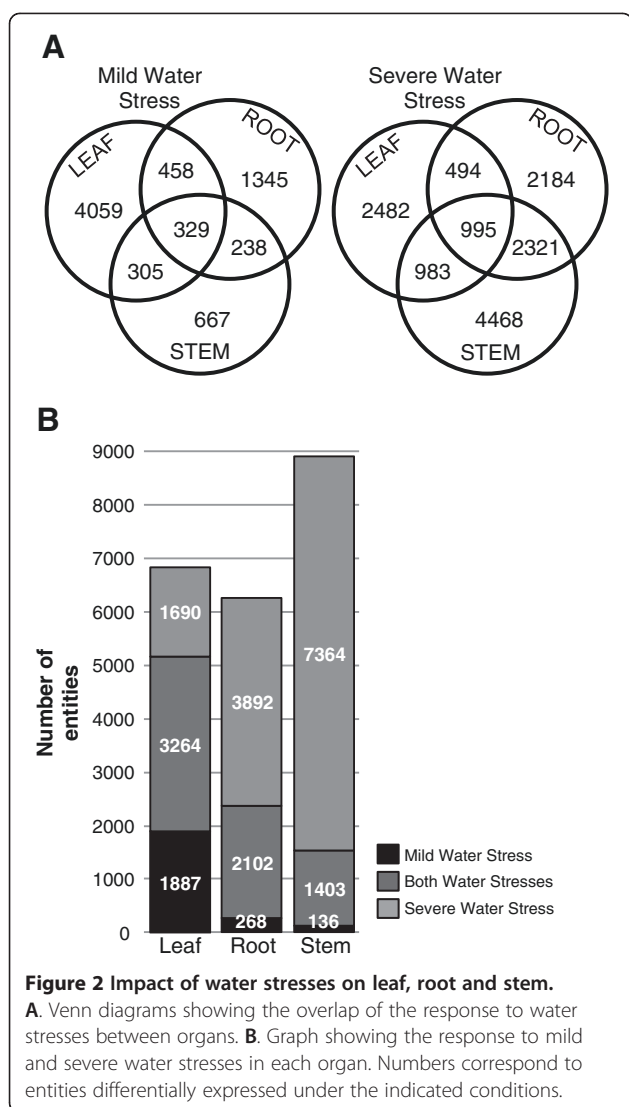 A
Mild Water
Stress
Severe Water
Stress
LEAF
ROOT
458
1345
4059
329
305
238
667
STEM
LEAF
ROOT
494
2184
2482
995
983
2321
4468
STEM
B
Number of
entities
9000
8000
7000
6000
5000
4000
3000
2000
1000
0
1690
3264
1887
3892
2102
268
7364
1403
136
Leaf Root Stem
Mild Water Stress
Both Water Stresses
Severe Water Stress
Figure 2 Impact of water stresses on leaf, root and stem.
A. Venn diagrams showing the overlap of the response to water
stresses between organs. B. Graph showing the response to mild
and severe water stresses in each organ. Numbers correspond to
entities differentially expressed under the indicated conditions.